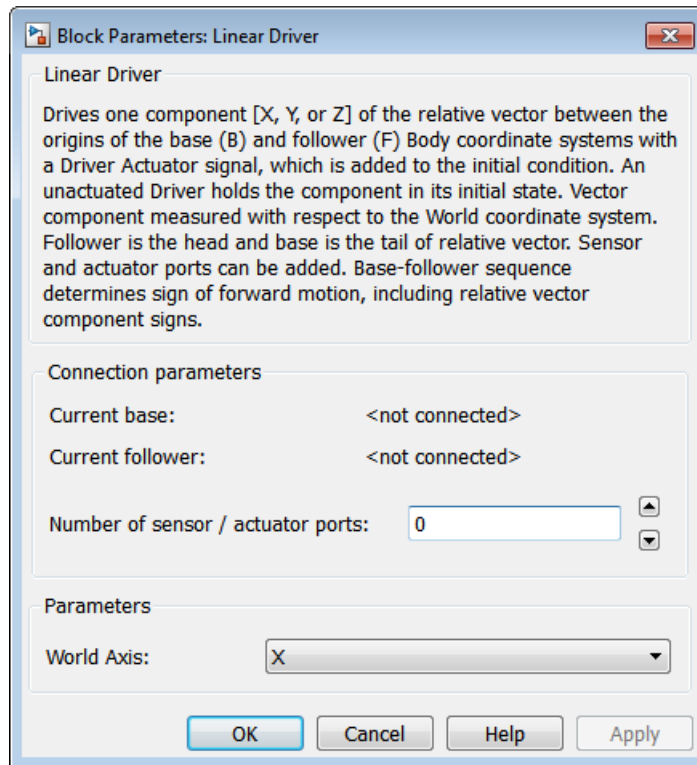 Block Parameters: Linear Driver
Linear Driver
Drives one component [X, Y, or Z] of the relative vector between the
origins of the base (B) and follower (F) Body coordinate systems with
a Driver Actuator signal, which is added to the initial condition. An
unactuated Driver holds the component in its initial state. Vector
component measured with respect to the World coordinate system.
Follower is the head and base is the tail of relative vector. Sensor
and actuator ports can be added. Base-follower sequence
determines sign of forward motion, including relative vector
component signs.
Connection parameters
Current base: <not connected>
Current follower: <not connected>
Number of sensor / actuator ports: 0
Parameters
World Axis: X
OK Cancel Help Apply